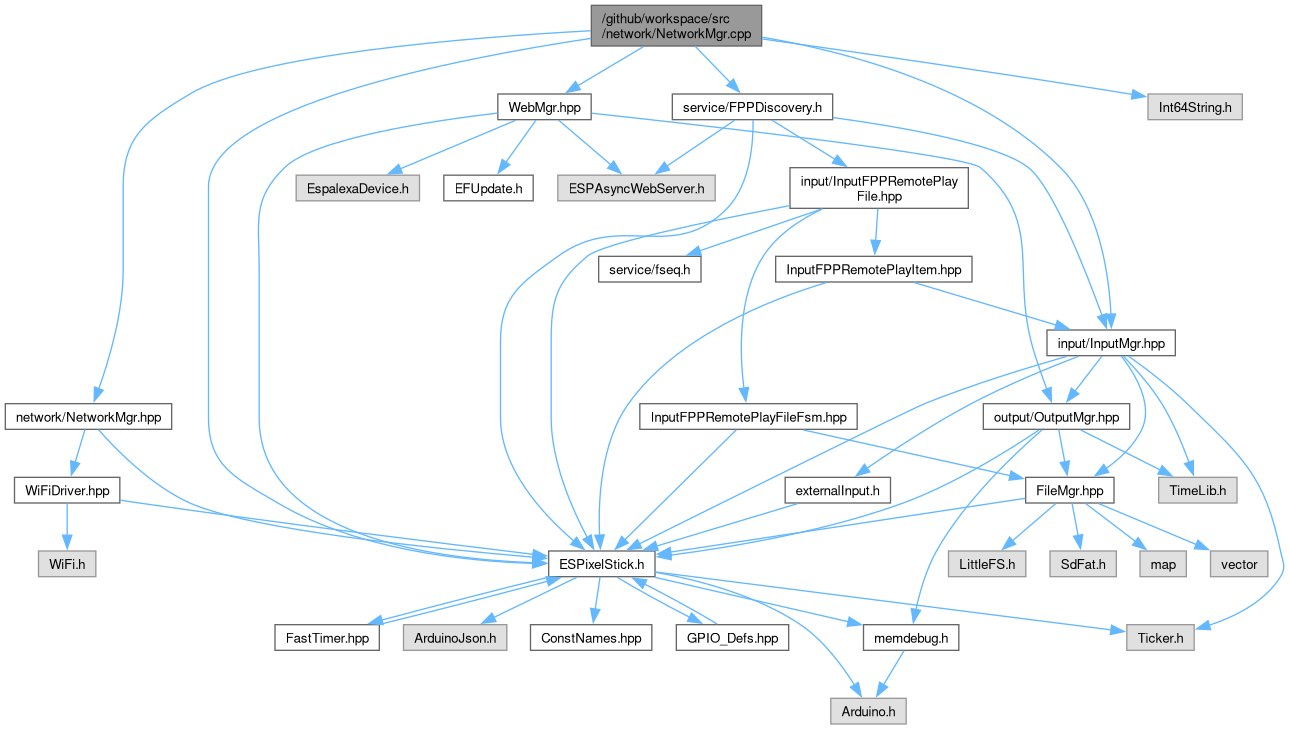 /github/workspace/src
/network/NetworkMgr.cpp
WebMgr.hpp
service/FPPDiscovery.h
Int64String.h
EspalexaDevice.h
EFUpdate.h
ESPAsyncWebServer.h
input/InputFPPRemotePlay
File.hpp
service/fseq.h
InputFPPRemotePlayItem.hpp
input/InputMgr.hpp
network/NetworkMgr.hpp
InputFPPRemotePlayFileFsm.hpp
output/OutputMgr.hpp
WiFiDriver.hpp
externalInput.h
FileMgr.hpp
TimeLib.h
WiFi.h
ESPixelStick.h
LittleFS.h
SdFat.h
map
vector
FastTimer.hpp
ArduinoJson.h
ConstNames.hpp
GPIO_Defs.hpp
memdebug.h
Ticker.h
Arduino.h